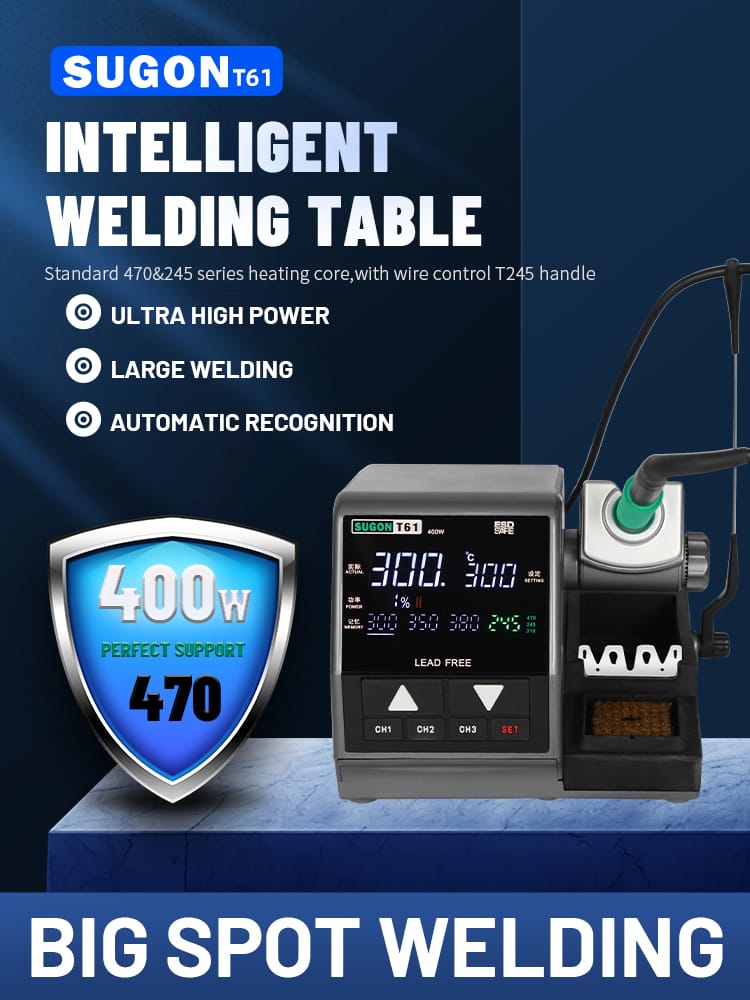 SUGON T61
INTELLIGENT
WELDING TABLE
Standard 470&245 series heating core,with wire control T245 handle
ULTRA HIGH POWER
LARGE WELDING
AUTOMATIC RECOGNITION
400W
PERFECT SUPPORT
470
SUGON T61 400W
ESD
SAFE
实际
ACTUAL
300.
℃
300
设定
SETTING
功率
POWER
1%
记忆
MEMORY
300 350 380 245
470
245
210
LEAD FREE
CH1 CH2 CH3 SET
BIG SPOT WELDING